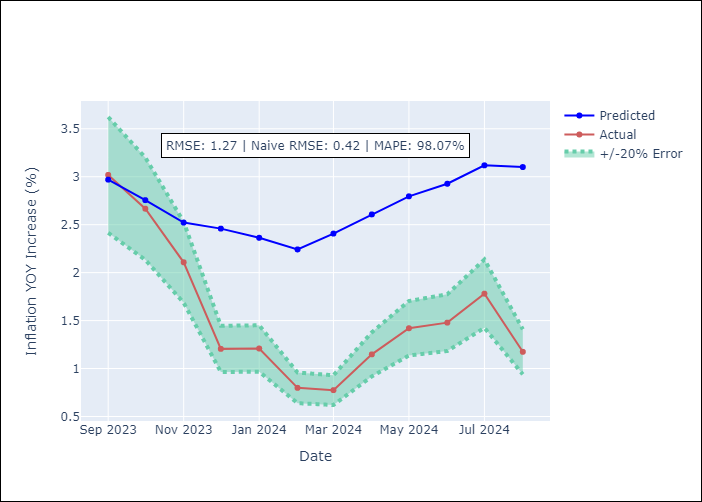 RMSE: 1.27 | Naive RMSE: 0.42 | MAPE: 98.07%
Predicted
Actual
+/-20% Error
Inflation YOY Increase (%)
3.5
3
2.5
2
1.5
1
0.5
Sep 2023
Nov 2023
Jan 2024
Mar 2024
May 2024
Jul 2024
Date